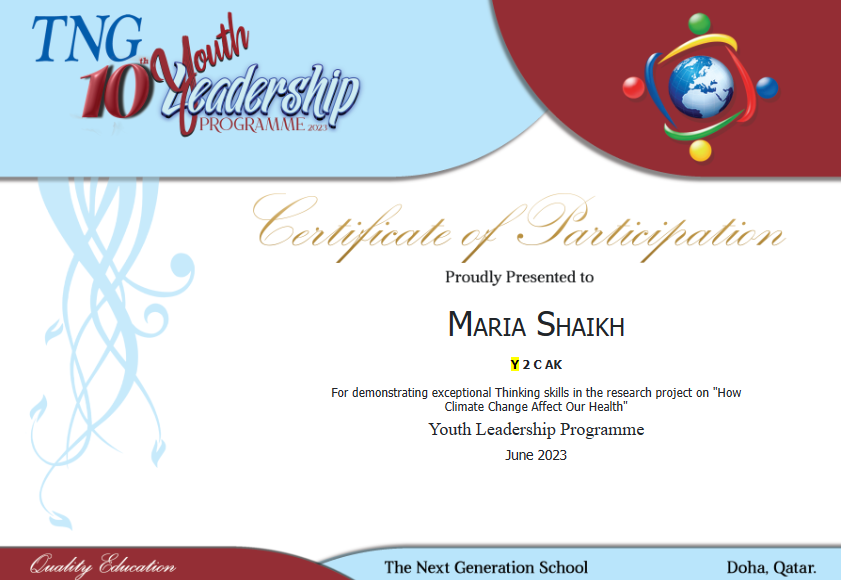 TNG
10th Youth
Leadership
PROGRAMME 2023
Certificate of Participation
Proudly Presented to
MARIA SHAIKH
Y 2 C AK
For demonstrating exceptional Thinking skills in the research project on "How
Climate Change Affect Our Health"
Youth Leadership Programme
June 2023
Quality Education
The Next Generation School
Doha, Qatar.